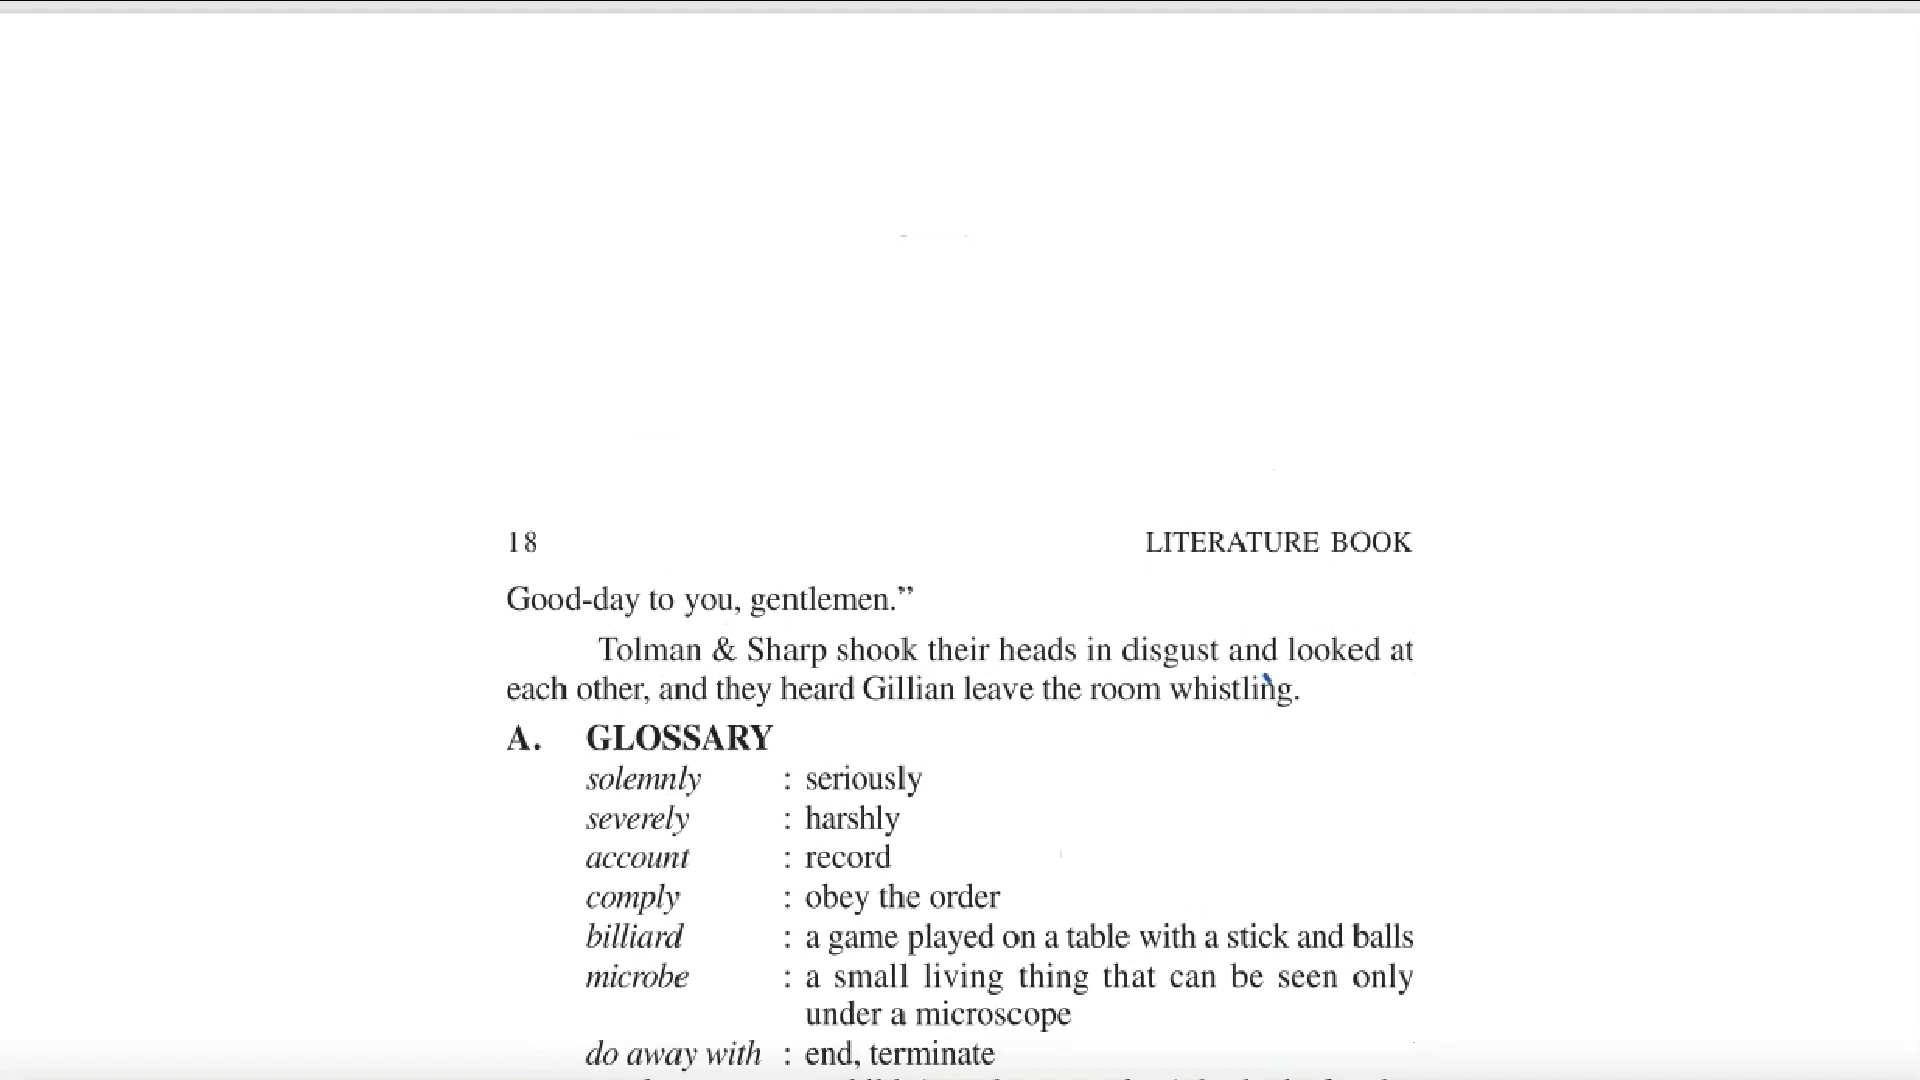 18 LITERATURE BOOK
Good-day to you, gentlemen.”
Tolman & Sharp shook their heads in disgust and looked at
each other, and they heard Gillian leave the room whistling.
A. GLOSSARY
solemnly : seriously
severely : harshly
account : record
comply : obey the order
billiard : a game played on a table with a stick and balls
microbe : a small living thing that can be seen only
under a microscope
do away with : end, terminate